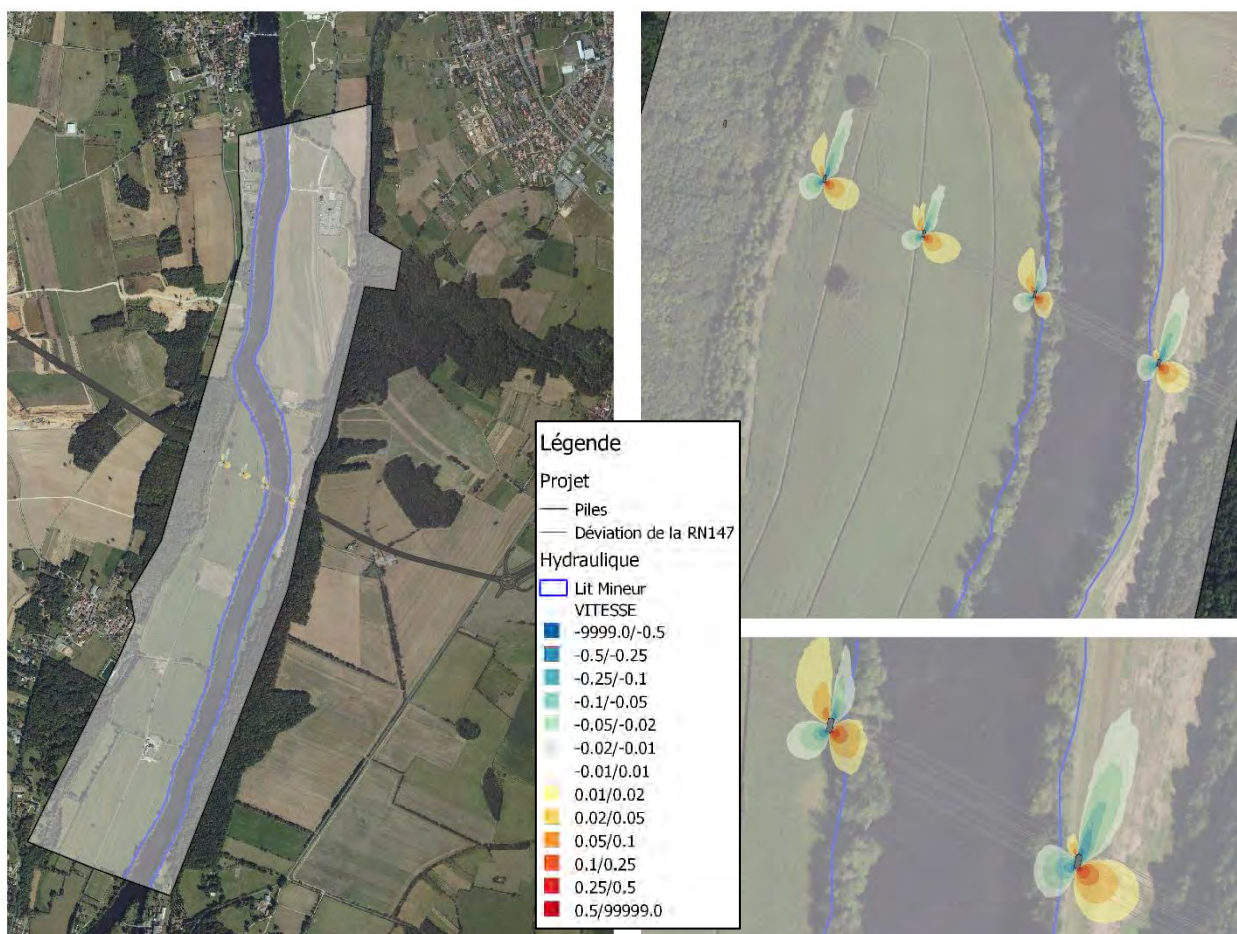 Légende
Projet
Piles
Déviation de la RN147
Hydraulique
Lit Mineur
VITESSE
-9999.0/-0.5
-0.5/-0.25
-0.25/-0.1
-0.1/-0.05
-0.05/-0.02
-0.02/-0.01
-0.01/0.01
0.01/0.02
0.02/0.05
0.05/0.1
0.1/0.25
0.25/0.5
0.5/99999.0